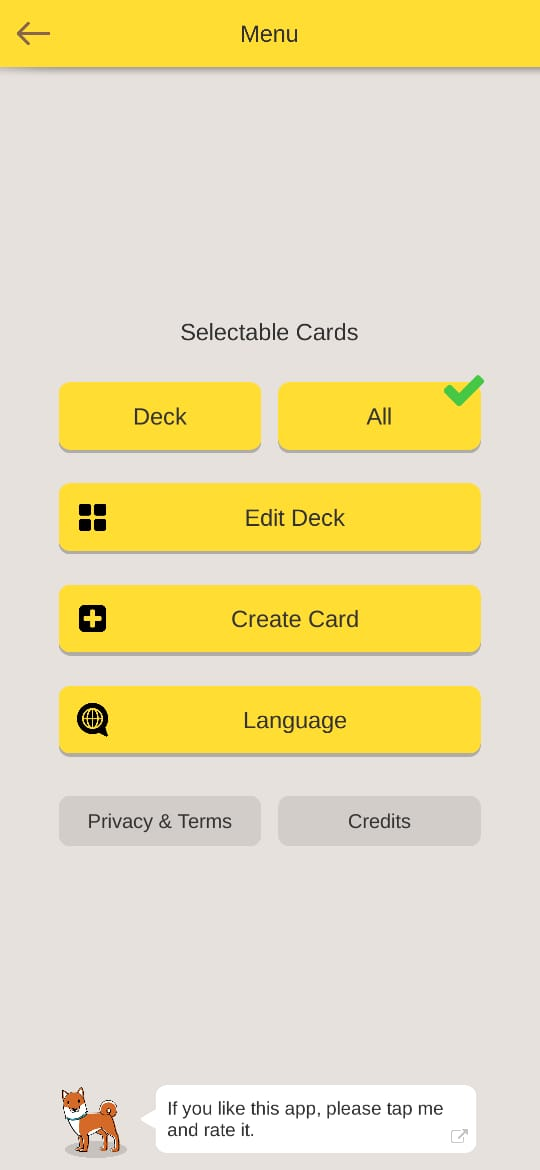 Menu
Selectable Cards
Deck
All
Edit Deck
Create Card
Language
Privacy & Terms
Credits
If you like this app, please tap me
and rate it.